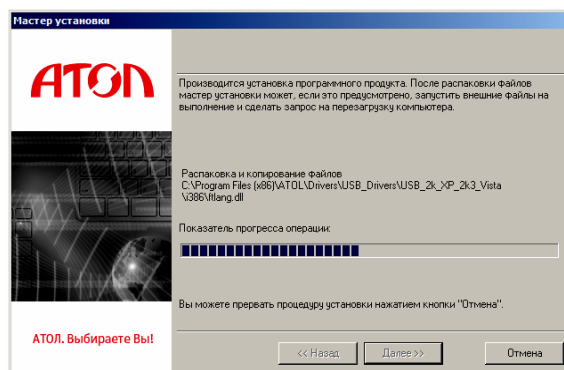 Мастер установки
АТОЛ
Производится установка программного продукта. После распаковки файлов
мастер установки может, если это предусмотрено, запустить внешние файлы на
выполнение и сделать запрос на перезагрузку компьютера.
Распаковка и копирование файлов
C:\Program Files (x86)\ATOL\Drivers\USB_Drivers\USB_2k_XP_2k3_Vista
\i386\ftlang.dll
Показатель прогресса операции:
Вы можете прервать процедуру установки нажатием кнопки "Отмена".
АТОЛ. Выбираете Вы!
<< Назад
Далее >>
Отмена